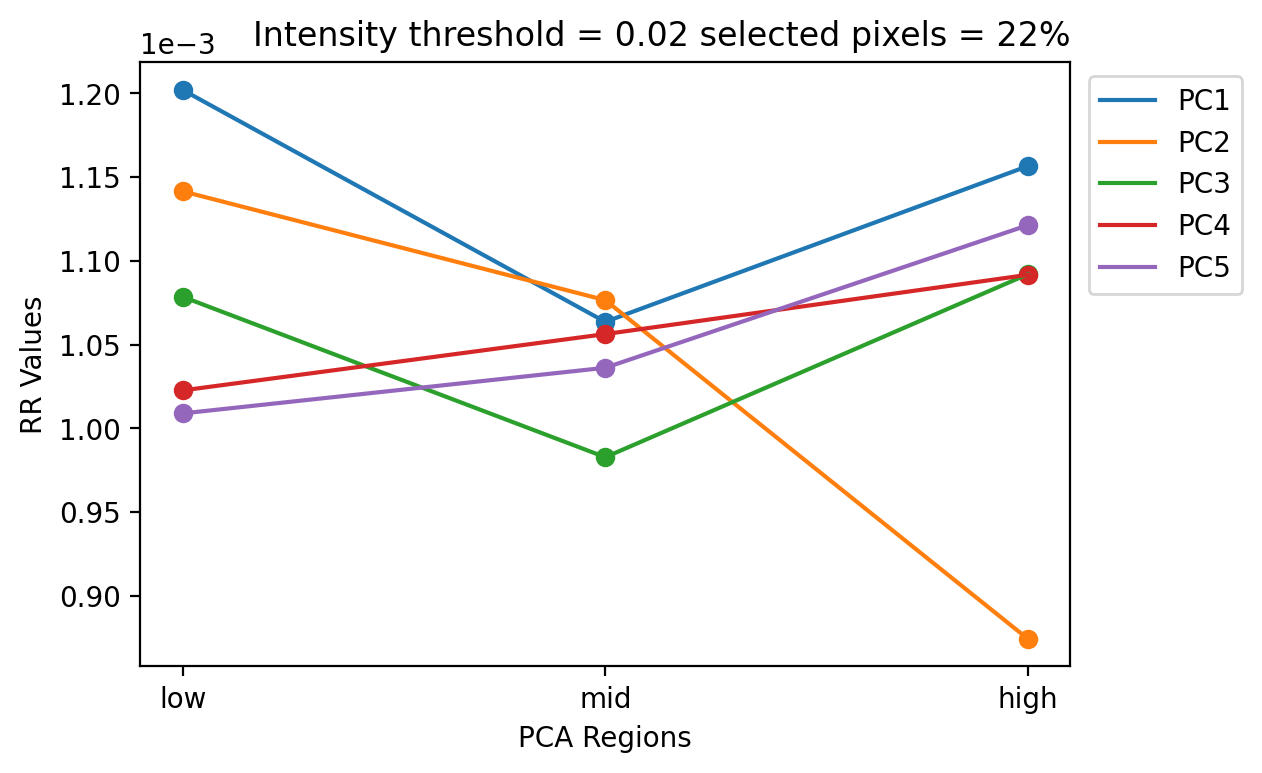 1e−3
Intensity threshold = 0.02 selected pixels = 22%
1.20
1.15
1.10
1.05
1.00
0.95
0.90
RR Values
low
mid
high
PCA Regions
PC1
PC2
PC3
PC4
PC5